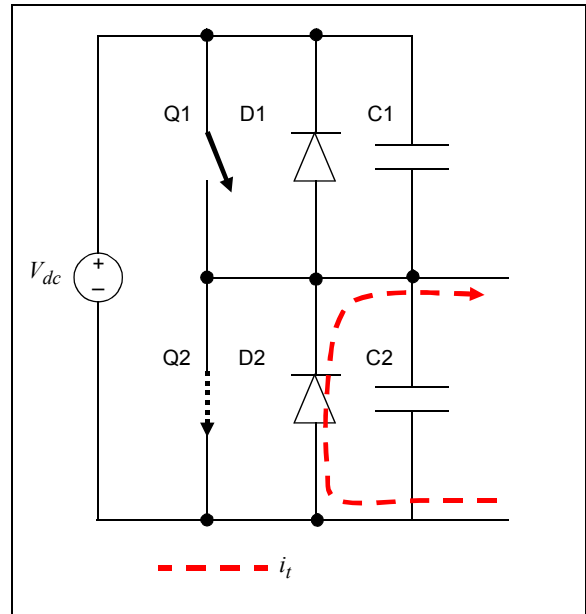 Q1 D1 C1
+
V_dc
−
Q2 D2 C2
i_t